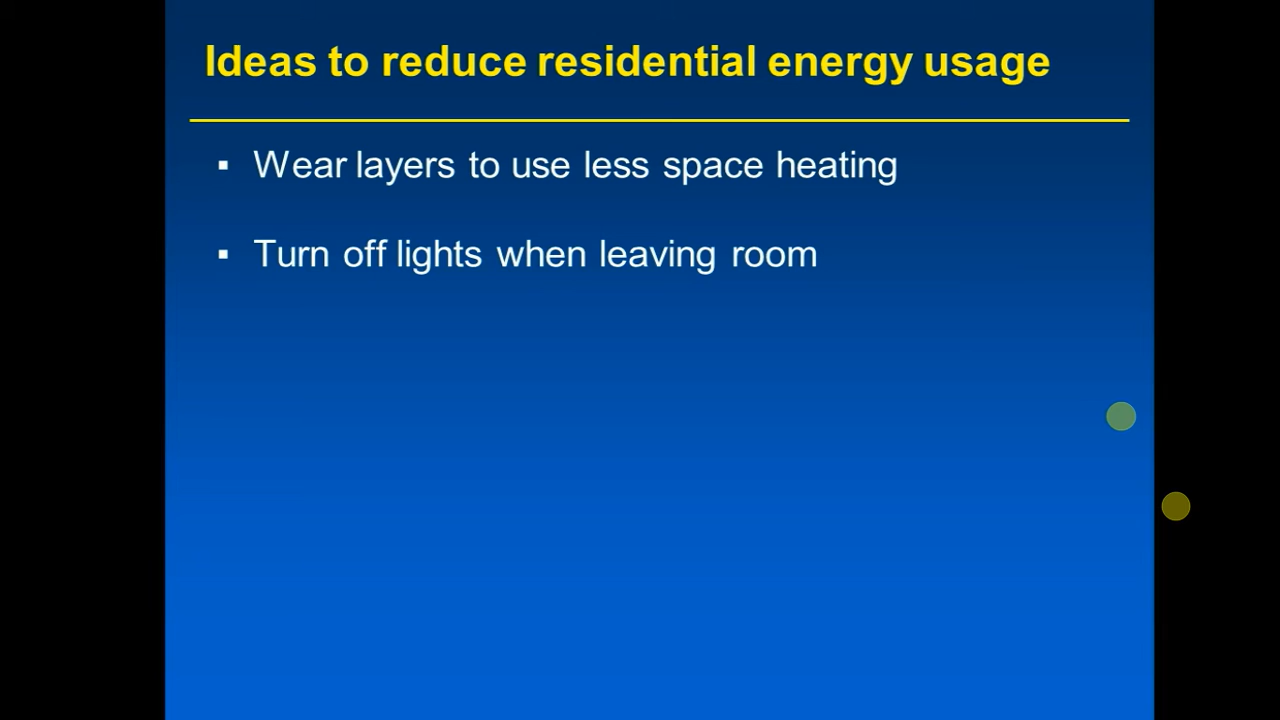 Ideas to reduce residential energy usage
▪ Wear layers to use less space heating
▪ Turn off lights when leaving room